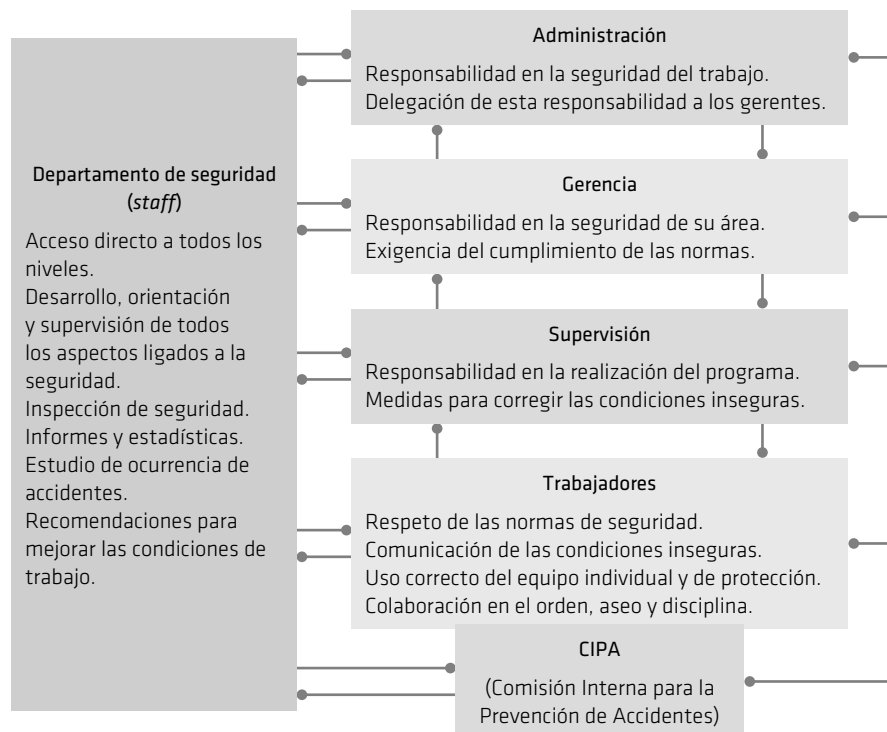 Departamento de seguridad
(staff)
Acceso directo a todos los
niveles.
Desarrollo, orientación
y supervisión de todos
los aspectos ligados a la
seguridad.
Inspección de seguridad.
Informes y estadísticas.
Estudio de ocurrencia de
accidentes.
Recomendaciones para
mejorar las condiciones de
trabajo.
Administración
Responsabilidad en la seguridad del trabajo.
Delegación de esta responsabilidad a los gerentes.
Gerencia
Responsabilidad en la seguridad de su área.
Exigencia del cumplimiento de las normas.
Supervisión
Responsabilidad en la realización del programa.
Medidas para corregir las condiciones inseguras.
Trabajadores
Respeto de las normas de seguridad.
Comunicación de las condiciones inseguras.
Uso correcto del equipo individual y de protección.
Colaboración en el orden, aseo y disciplina.
CIPA
(Comisión Interna para la
Prevención de Accidentes)